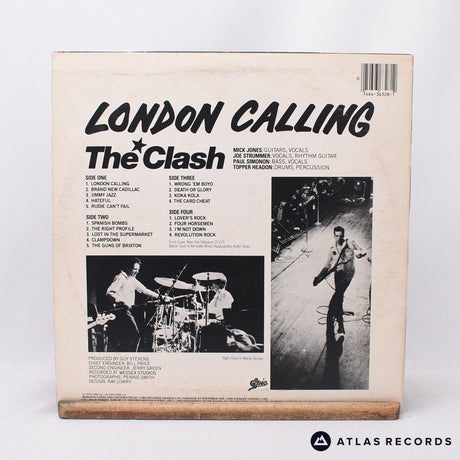 7464-36328-1
LONDON CALLING
The Clash
MICK JONES: GUITARS, VOCALS
JOE STRUMMER: VOCALS, RHYTHM GUITAR
PAUL SIMONON: BASS, VOCALS
TOPPER HEADON: DRUMS, PERCUSSION
SIDE ONE
1. LONDON CALLING
2. BRAND NEW CADILLAC
3. JIMMY JAZZ
4. HATEFUL
5. RUDIE CAN'T FAIL
SIDE TWO
1. SPANISH BOMBS
2. THE RIGHT PROFILE
3. LOST IN THE SUPERMARKET
4. CLAMPDOWN
5. THE GUNS OF BRIXTON
SIDE THREE
1. WRONG 'EM BOYO
2. DEATH OR GLORY
3. KOKA KOLA
4. THE CARD CHEAT
SIDE FOUR
1. LOVER'S ROCK
2. FOUR HORSEMEN
3. I'M NOT DOWN
4. REVOLUTION ROCK
PRODUCED BY GUY STEVENS
CHIEF ENGINEER: BILL PRICE
SECOND ENGINEER: JERRY GREEN
RECORDED AT WESSEX STUDIOS
PHOTOGRAPHS: PENNIE SMITH
DESIGN: RAY LOWRY
Epic
ATLAS RECORDS